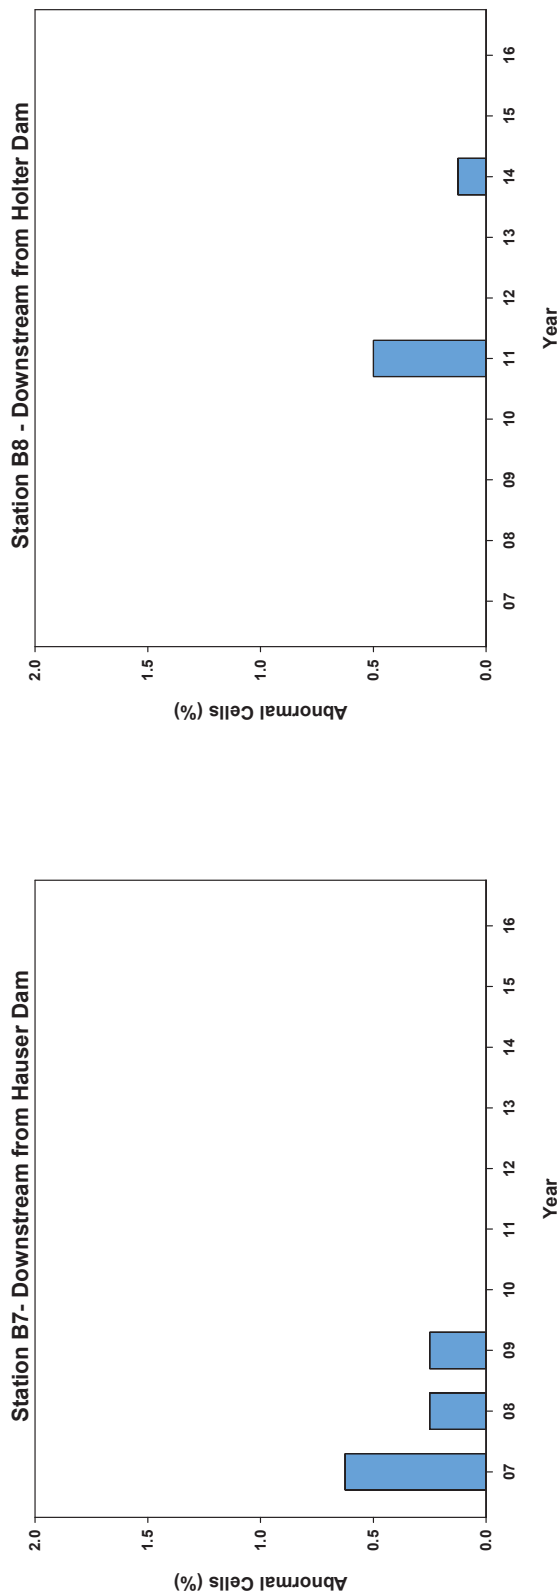 Station B7- Downstream from Hauser Dam
Abnormal Cells (%)
2.0
1.5
1.0
0.5
0.0
07 08 09 10 11 12 13 14 15 16
Year
Station B8 - Downstream from Holter Dam
Abnormal Cells (%)
2.0
1.5
1.0
0.5
0.0
07 08 09 10 11 12 13 14 15 16
Year